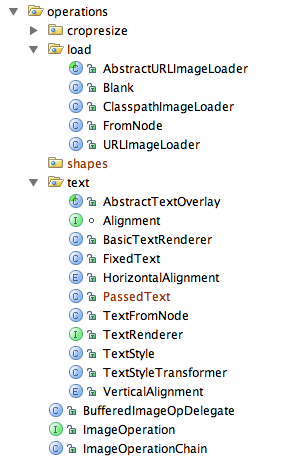 operations
cropresize
load
AbstractURLImageLoader
Blank
ClasspathImageLoader
FromNode
URLImageLoader
shapes
text
AbstractTextOverlay
I Alignment
C BasicTextRenderer
C FixedText
E HorizontalAlignment
C PassedText
C TextFromNode
I TextRenderer
C TextStyle
C TextStyleTransformer
E VerticalAlignment
C BufferedImageOpDelegate
I ImageOperation
C ImageOperationChain